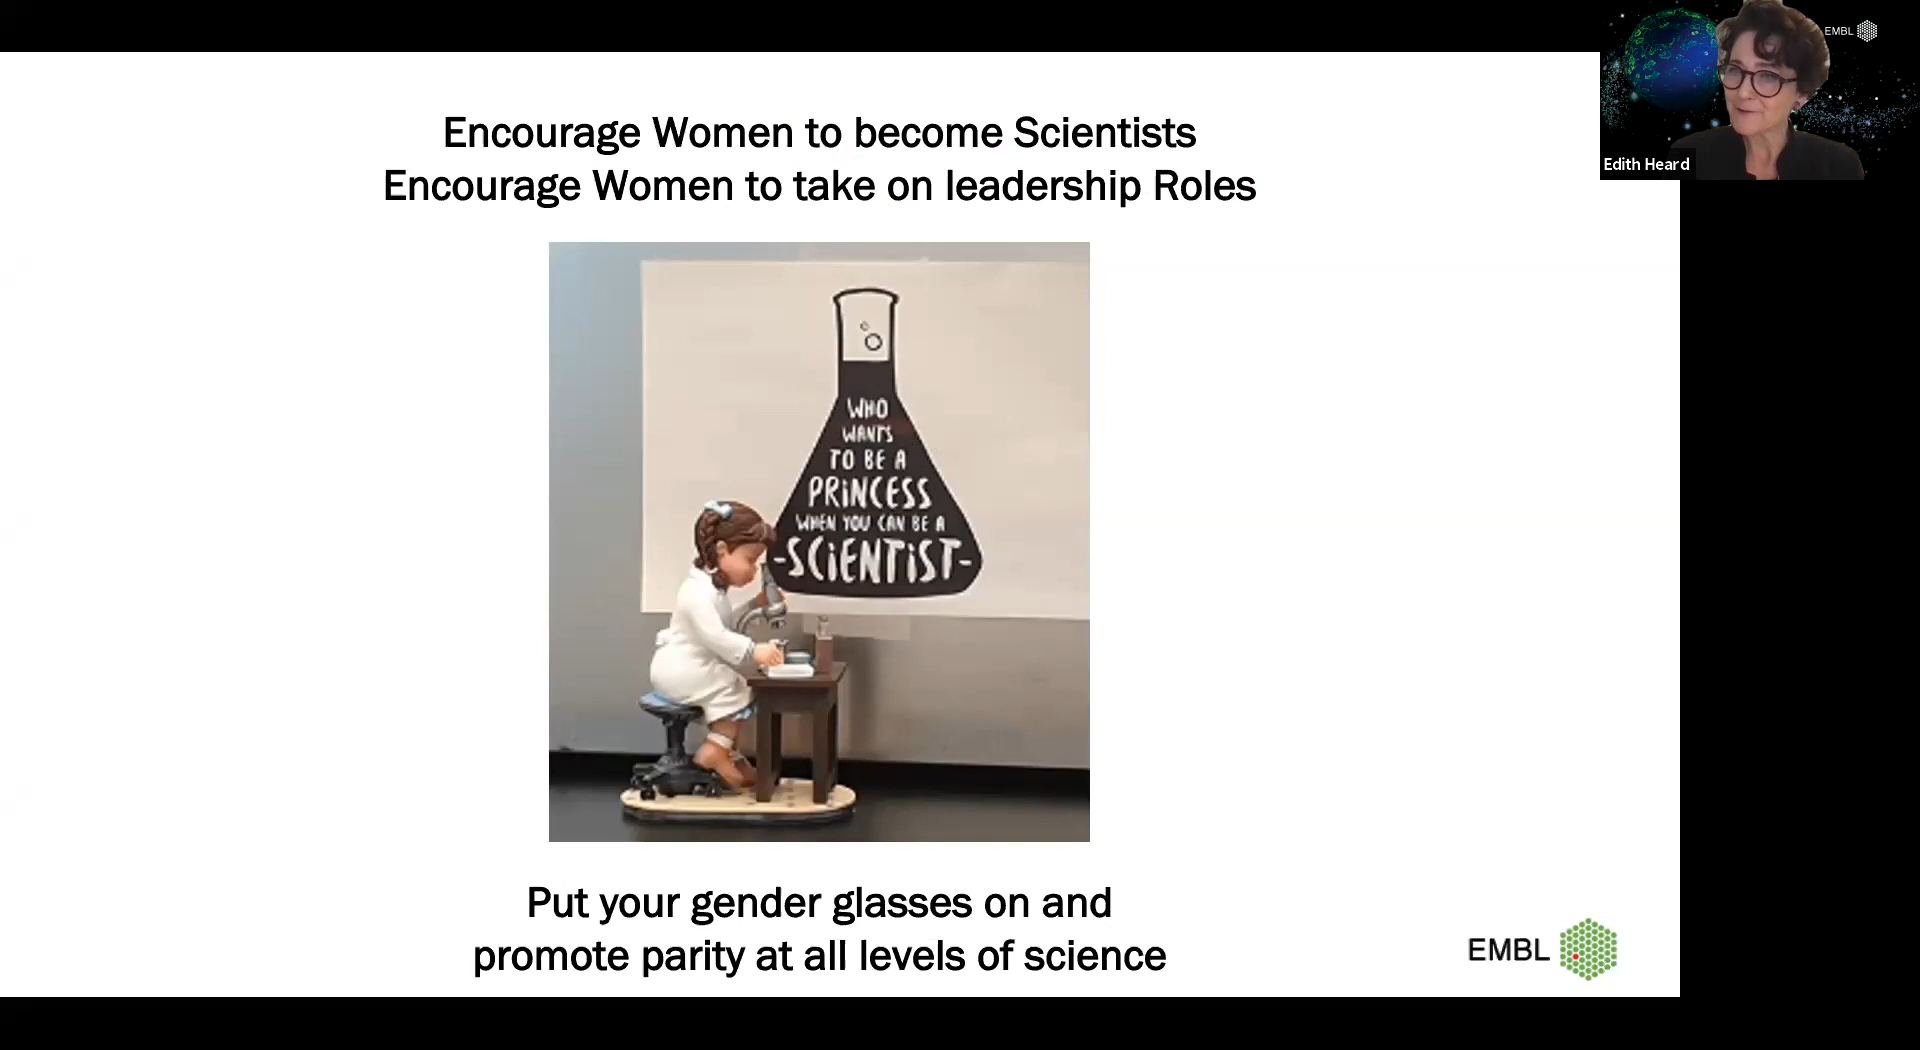 EMBL
Edith Heard
Encourage Women to become Scientists
Encourage Women to take on leadership Roles
WHO
WANTS
TO BE A
PRiNCESS
WHEN YOU CAN BE A
-SCiENTiST-
Put your gender glasses on and
promote parity at all levels of science
EMBL